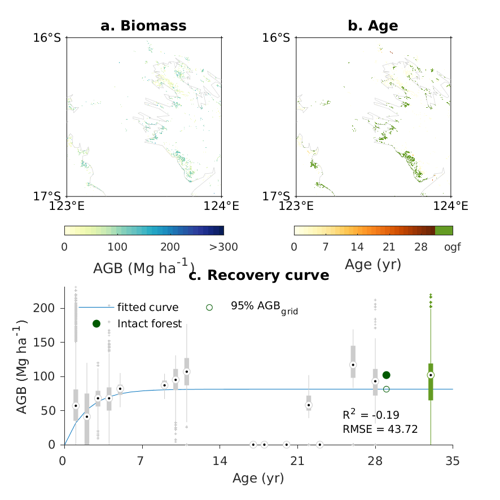 a. Biomass
b. Age
16°S
16°S
17°S
17°S
123°E
124°E
123°E
124°E
0
100
200
>300
0
7
14
21
28
ogf
AGB (Mg ha-1)
Age (yr)
c. Recovery curve
fitted curve
95% AGBgrid
Intact forest
AGB (Mg ha-1)
200
150
100
50
0
R2 = -0.19
RMSE = 43.72
0
7
14
21
28
35
Age (yr)